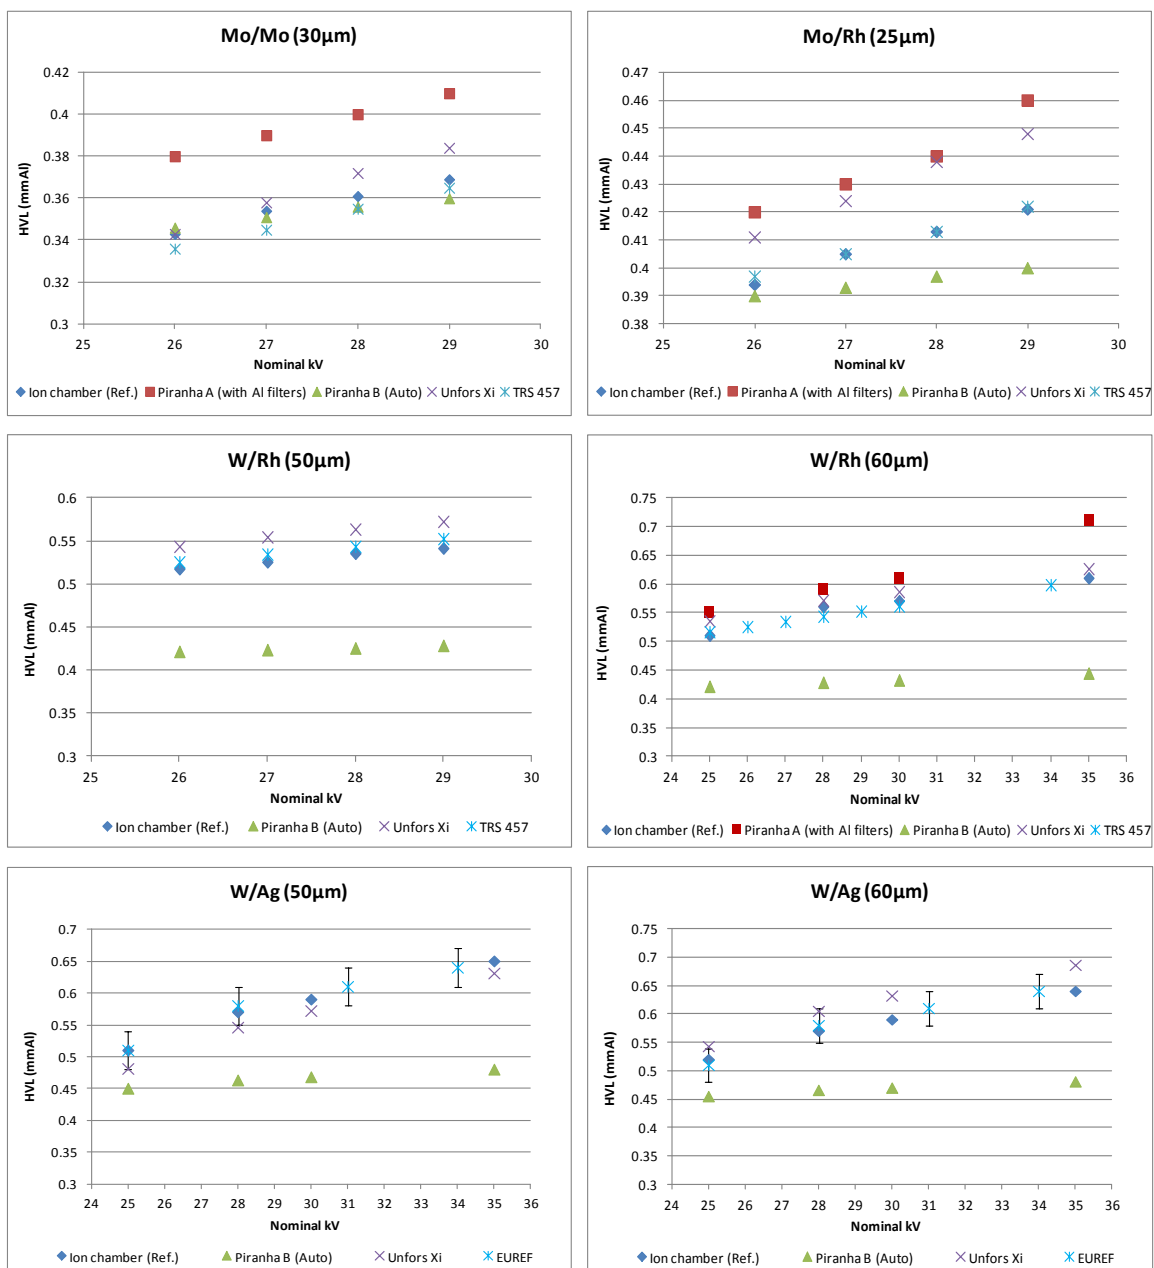 Mo/Mo (30µm)
HVL (mmAl)
0.42
0.4
0.38
0.36
0.34
0.32
0.3
25 26 27 28 29 30
Nominal kV
Ion chamber (Ref.) Piranha A (with Al filters) Piranha B (Auto) Unfors Xi TRS 457
Mo/Rh (25µm)
HVL (mmAl)
0.47
0.46
0.45
0.44
0.43
0.42
0.41
0.4
0.39
0.38
25 26 27 28 29 30
Nominal kV
Ion chamber (Ref.) Piranha A (with Al filters) Piranha B (Auto) Unfors Xi TRS 457
W/Rh (50µm)
HVL (mmAl)
0.6
0.55
0.5
0.45
0.4
0.35
0.3
25 26 27 28 29 30
Nominal kV
Ion chamber (Ref.) Piranha B (Auto) Unfors Xi TRS 457
W/Rh (60µm)
HVL (mmAl)
0.75
0.7
0.65
0.6
0.55
0.5
0.45
0.4
0.35
0.3
24 25 27 28 30 31 33 34 36
Nominal kV
Ion chamber (Ref.) Piranha A (with Al filters) Piranha B (Auto) Unfors Xi TRS 457
W/Ag (50µm)
HVL (mmAl)
0.7
0.65
0.6
0.55
0.5
0.45
0.4
0.35
0.3
24 25 26 27 28 29 30 31 32 33 34 35 36
Nominal kV
Ion chamber (Ref.) Piranha B (Auto) Unfors Xi EUREF
W/Ag (60µm)
HVL (mmAl)
0.75
0.7
0.65
0.6
0.55
0.5
0.45
0.4
0.35
0.3
24 25 26 27 28 29 30 31 32 33 34 35 36
Nominal kV
Ion chamber (Ref.) Piranha B (Auto) Unfors Xi EUREF